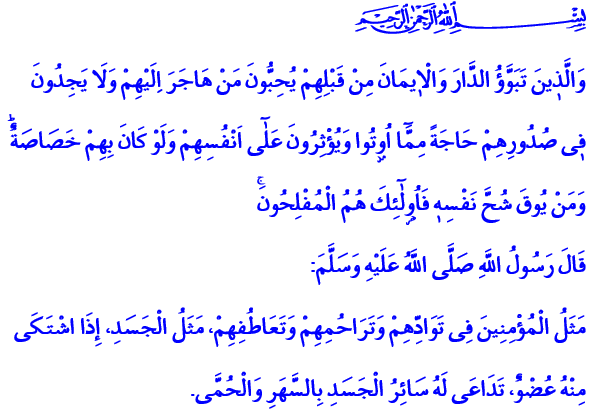 بِسْمِ اللّٰهِ الرَّحْمٰنِ الرَّحِيمِ
وَالَّذ۪ينَ تَبَوَّؤُ الدَّارَ وَالْا۪يمَانَ مِنْ قَبْلِهِمْ يُحِبُّونَ مَنْ هَاجَرَ اِلَيْهِمْ وَلَا يَجِدُونَ
ف۪ى صُدُورِهِمْ حَاجَةً مِمَّٓا اُو۫تُوا وَيُؤْثِرُونَ عَلٰٓى اَنْفُسِهِمْ وَلَوْ كَانَ بِهِمْ خَصَاصَةٌۜ
وَمَنْ يُوقَ شُحَّ نَفْسِه۪ فَاُو۬لٰٓئِكَ هُمُ الْمُفْلِحُونَۚ
قَالَ رَسُولُ اللَّهِ صَلَّى اللَّهُ عَلَيْهِ وَسَلَّمَ:
مَثَلُ الْمُؤْمِنِينَ فِى تَوَادِّهِمْ وَتَرَاحُمِهِمْ وَتَعَاطُفِهِمْ، مَثَلُ الْجَسَدِ، إِذَا اشْتَكَى
مِنْهُ عُضْوٌ، تَدَاعَى لَهُ سَائِرُ الْجَسَدِ بِالسَّهَرِ وَالْحُمَّى.